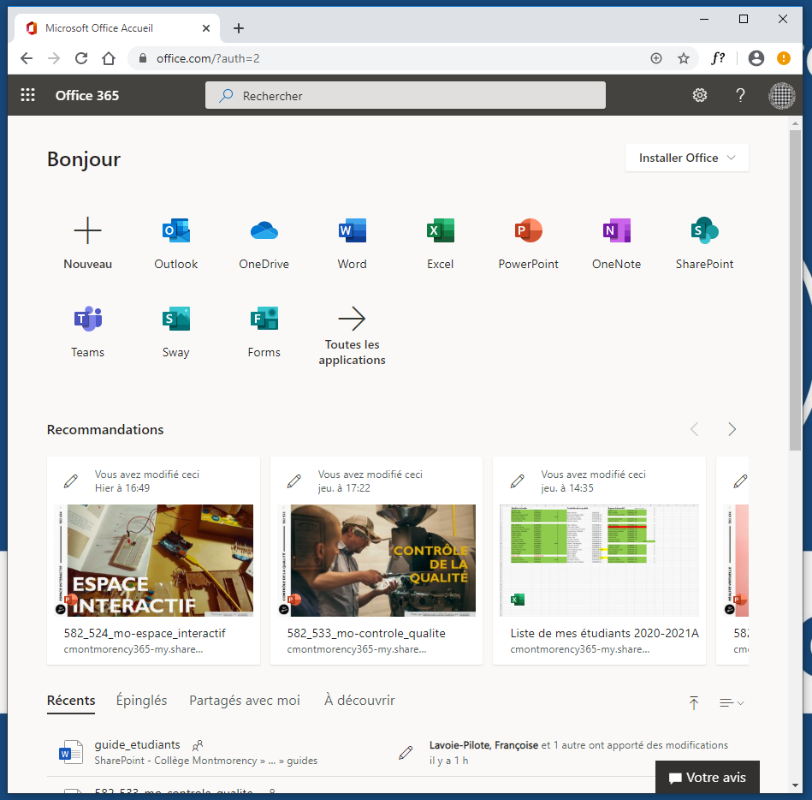 Microsoft Office Accueil
office.com/?auth=2
f?
Office 365
Rechercher
?
Bonjour
Installer Office
Nouveau
Outlook
OneDrive
Word
Excel
PowerPoint
OneNote
SharePoint
Teams
Sway
Forms
Toutes les
applications
Recommandations
Vous avez modifié ceci
Hier à 16:49
ESPACE
INTERACTIF
582_524_mo-espace_interactif
cmontmorency365-my.share...
Vous avez modifié ceci
jeu. à 17:22
CONTRÔLE
DE LA
QUALITÉ
582_533_mo-controle_qualite
cmontmorency365-my.share...
Vous avez modifié ceci
jeu. à 14:35
Liste de mes étudiants 2020-2021A
cmontmorency365-my.share...
Récents
Épinglés
Partagés avec moi
À découvrir
guide_etudiants
SharePoint - Collège Montmorency » ... » guides
Lavoie-Pilote, Françoise et 1 autre ont apporté des modifications
il y a 1 h
582_533_mo-controle_qualite
Votre avis